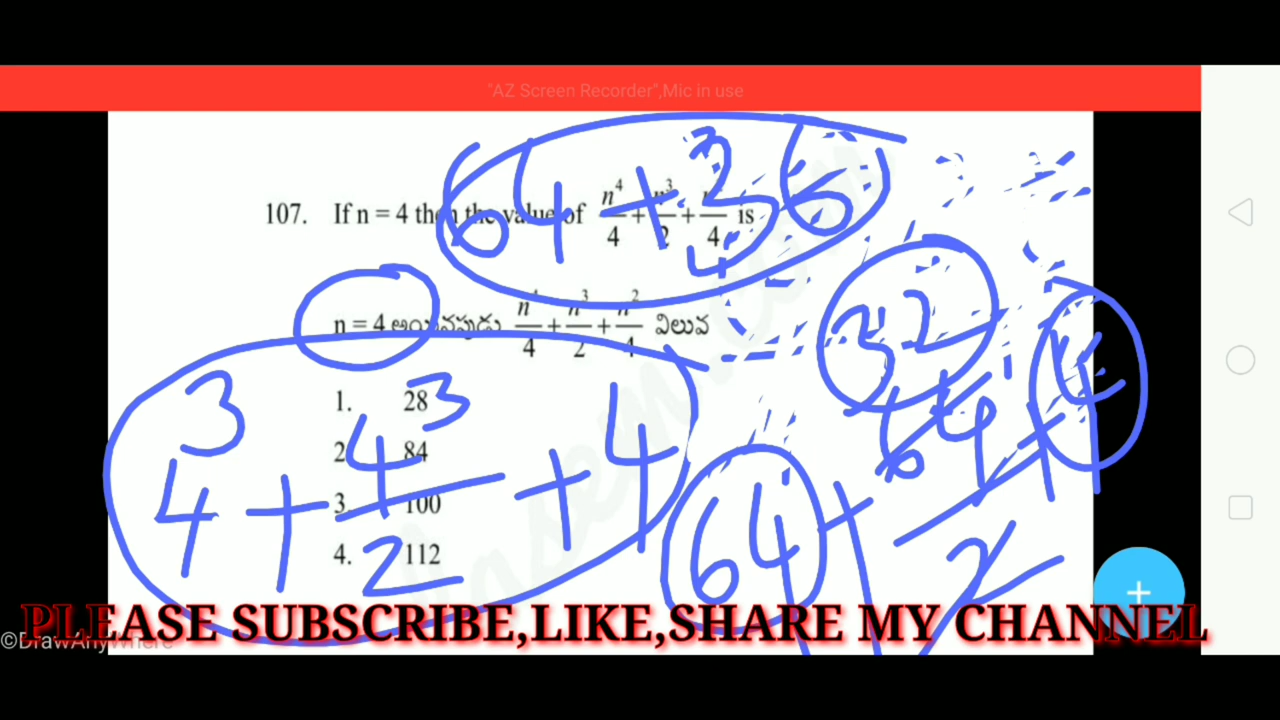 "AZ Screen Recorder",Mic in use
107. If n = 4 then the value of n⁴/4 + n³/2 + n²/4 is
n = 4 అయినపుడు n⁴/4 + n³/2 + n²/4 విలువ
1. 28
2. 84
3. 100
4. 112
64 + 36
4³ + 4³/2 + 4
64 + 64/2 + 4
32
PLEASE SUBSCRIBE,LIKE,SHARE MY CHANNEL
©DrawAnyWhere